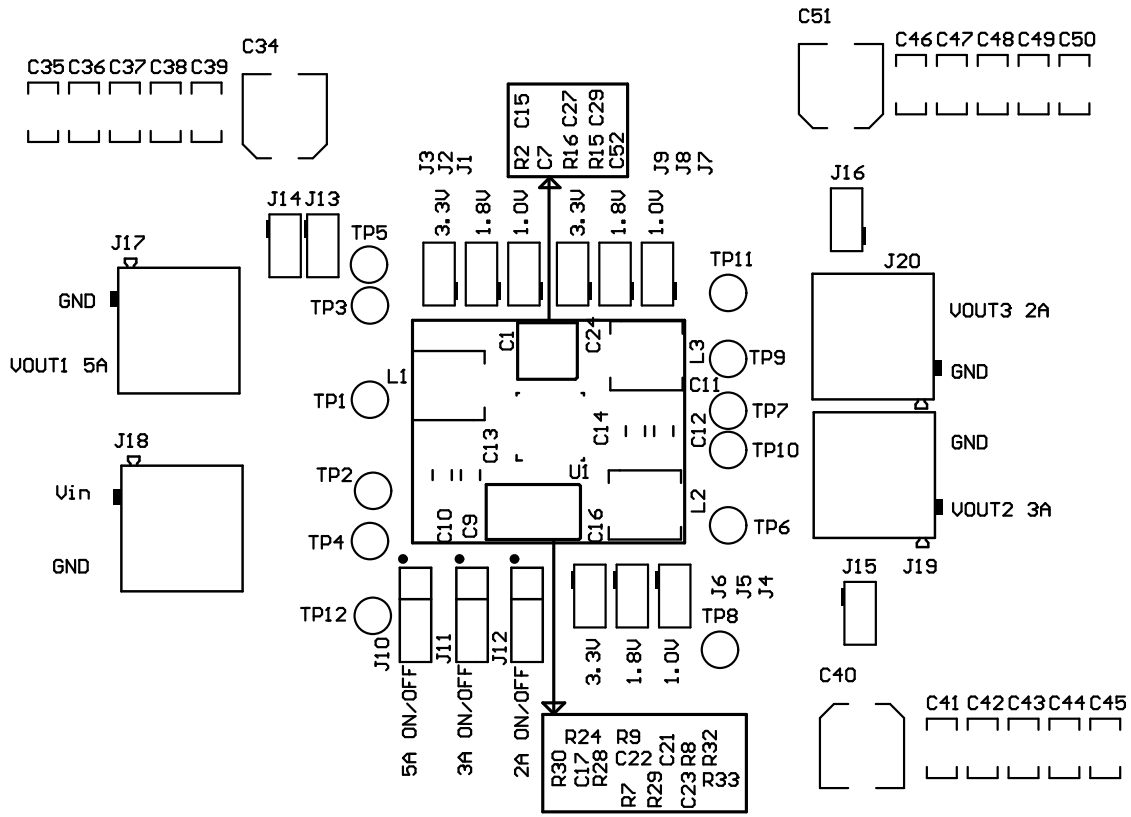 C51
C34
C46 C47 C48 C49 C50
C35 C36 C37 C38 C39
R2 C15
C7
R16 C27
R15 C29
C52
J3
J2
J1
J9
J8
J7
J16
J14 J13
3.3V
1.8V
1.0V
3.3V
1.8V
1.0V
TP5
J17
TP11
J20
GND
TP3
VOUT3 2A
C1
C24
L3
TP9
VOUT1 5A
L1
GND
C11
TP1
TP7
C14
C12
J18
C13
TP10
GND
U1
TP2
Vin
L2
VOUT2 3A
C10
C9
C16
TP4
TP6
GND
J15
J19
J6
J5
J4
TP12
TP8
J10
J11
J12
3.3V
1.8V
1.0V
5A ON/OFF
3A ON/OFF
2A ON/OFF
C40
C41 C42 C43 C44 C45
R24 R9
R30
C17
R28
C22
C21
R8
R32
R33
R7
R29
C23